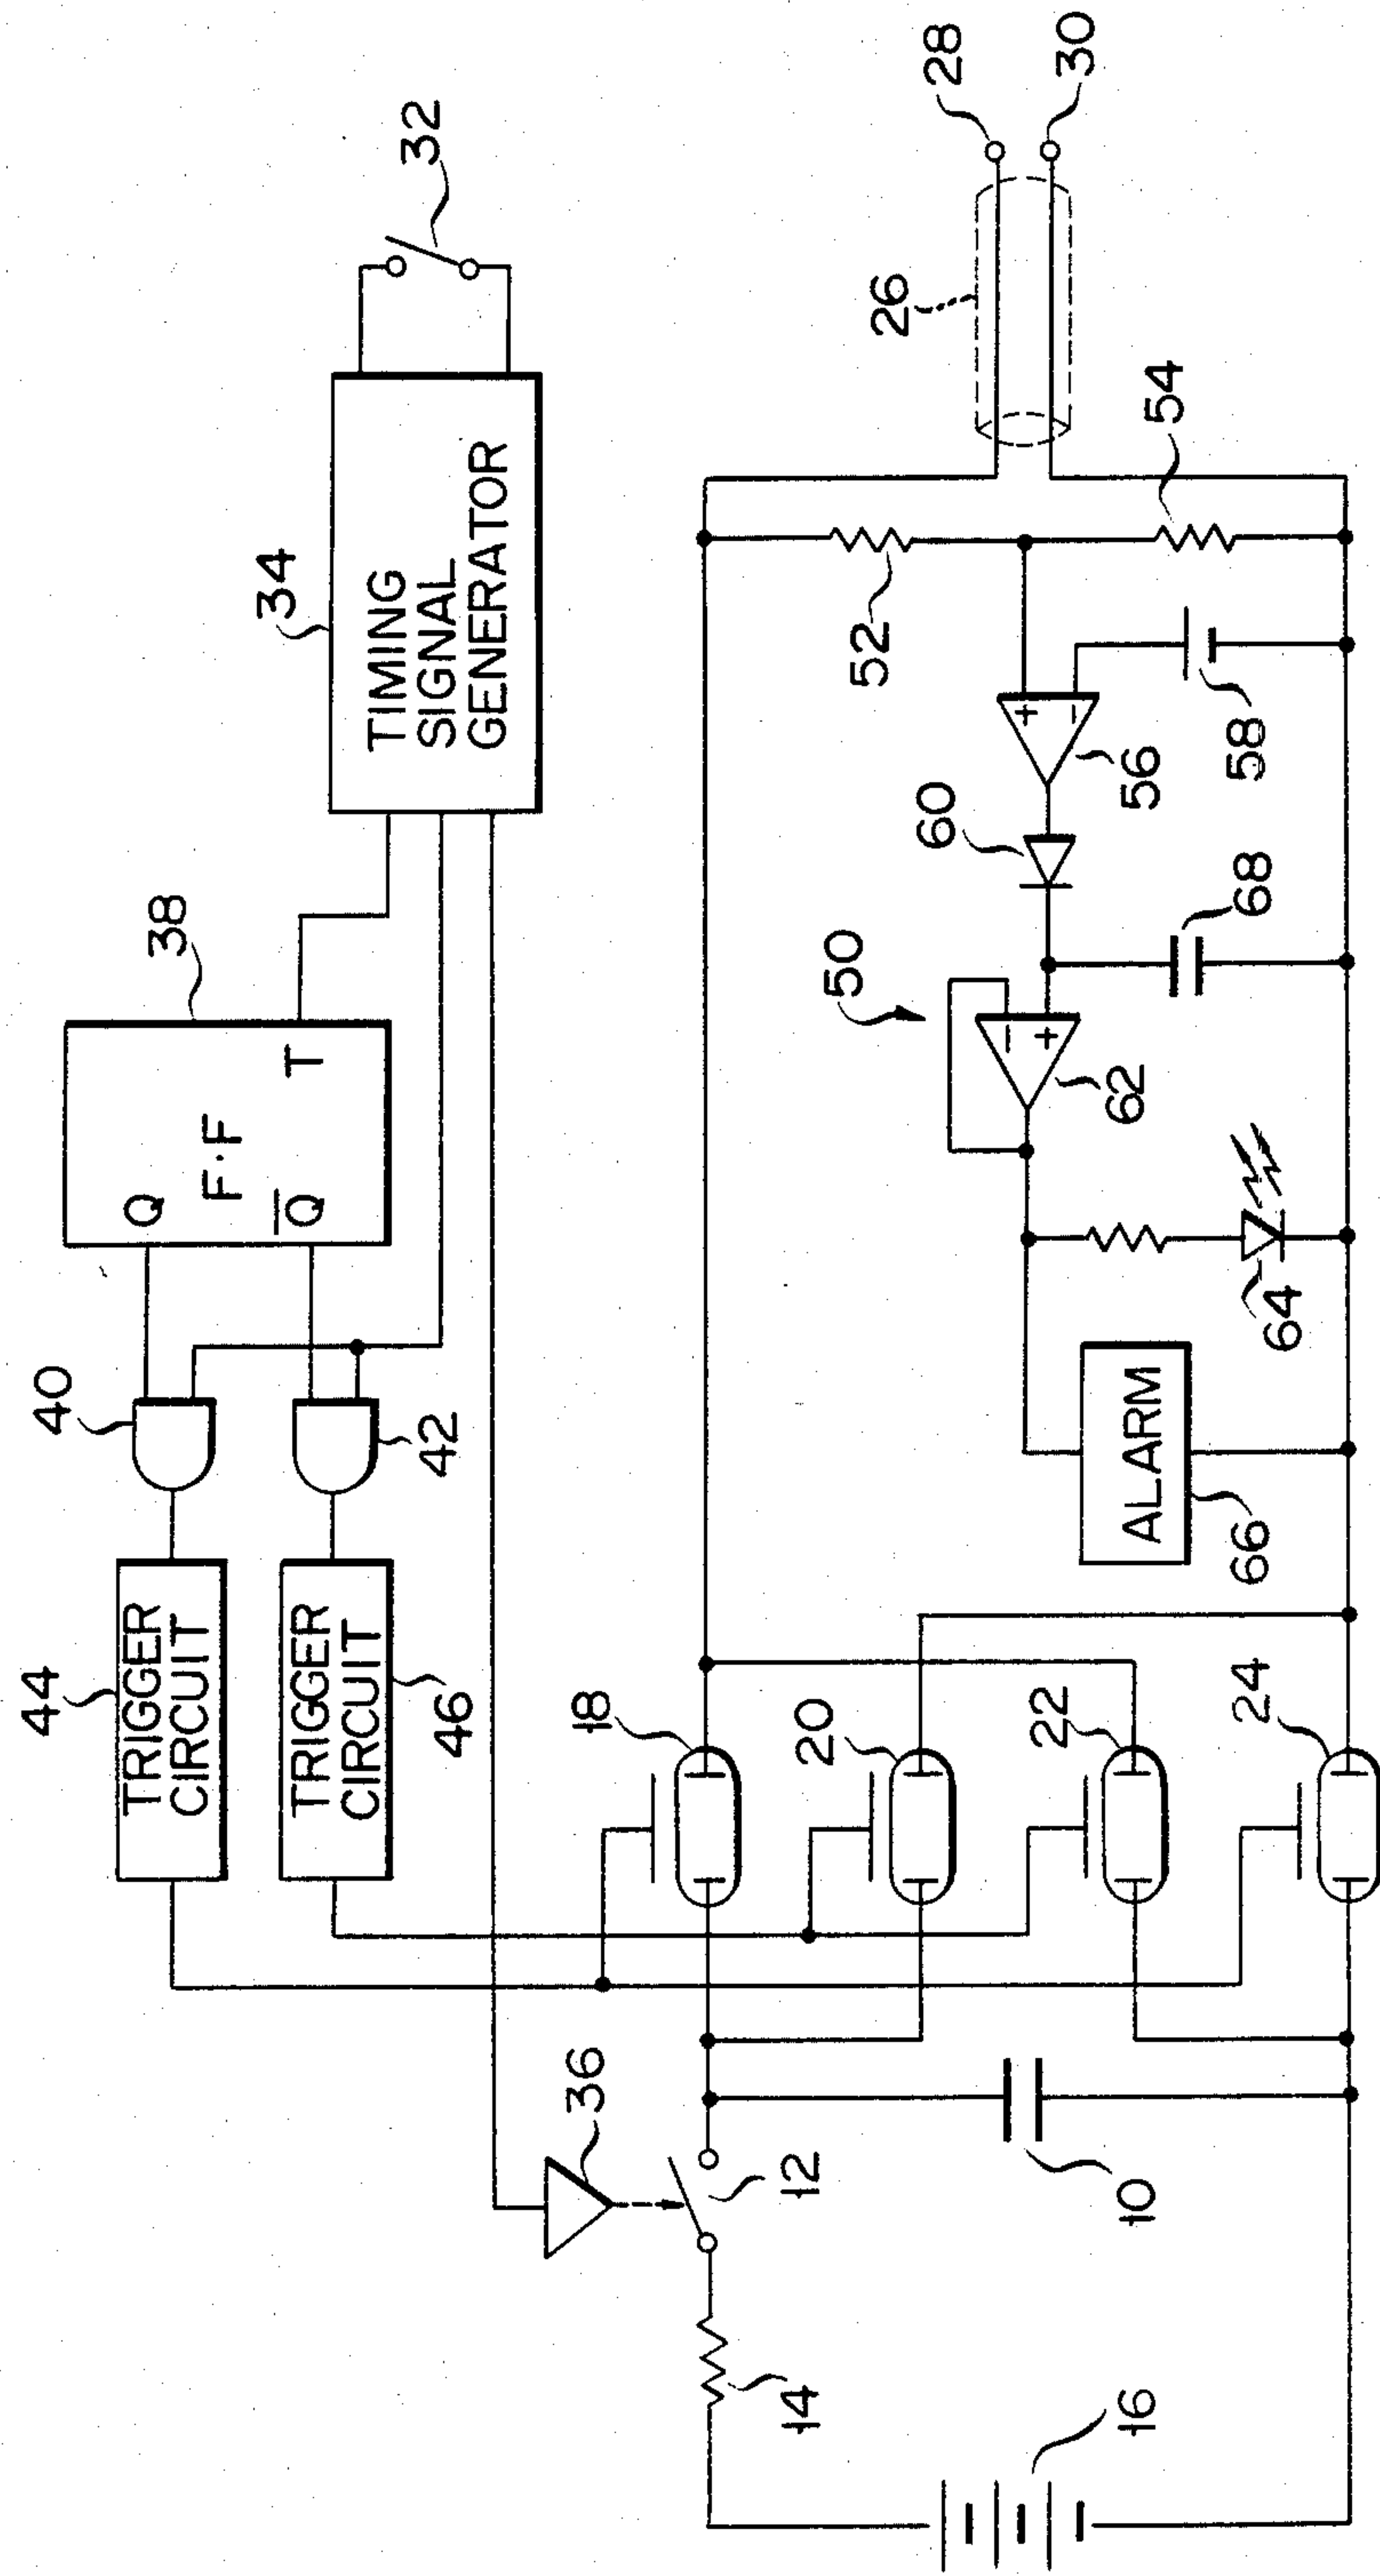 44
TRIGGER
CIRCUIT
40
38
Q
F·F
Q̅
T
34
TIMING
SIGNAL
GENERATOR
32
46
TRIGGER
CIRCUIT
42
36
18
20
22
24
12
14
16
10
50
52
54
26
28
30
60
56
+
−
58
62
−
+
68
64
ALARM
66